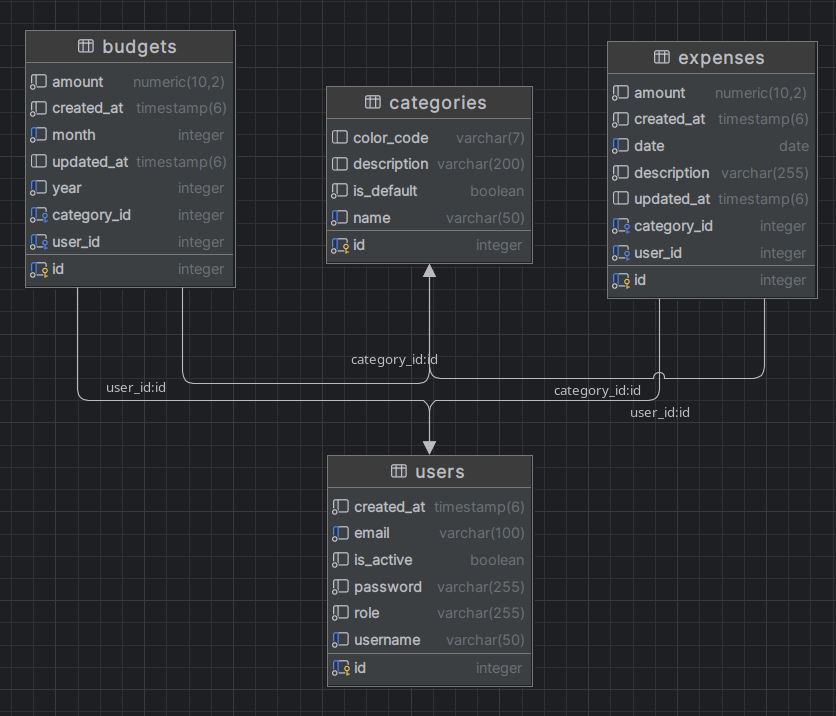 budgets
amount numeric(10,2)
created_at timestamp(6)
month integer
updated_at timestamp(6)
year integer
category_id integer
user_id integer
id integer
categories
color_code varchar(7)
description varchar(200)
is_default boolean
name varchar(50)
id integer
expenses
amount numeric(10,2)
created_at timestamp(6)
date date
description varchar(255)
updated_at timestamp(6)
category_id integer
user_id integer
id integer
category_id:id
user_id:id
category_id:id
user_id:id
users
created_at timestamp(6)
email varchar(100)
is_active boolean
password varchar(255)
role varchar(255)
username varchar(50)
id integer